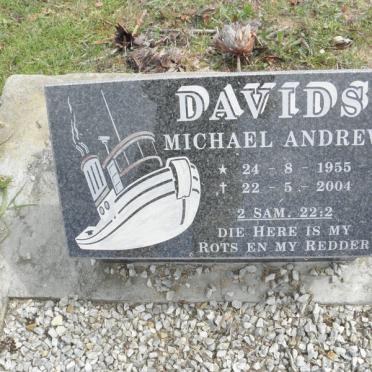 DAVIDS
MICHAEL ANDREW
★ 24 - 8 - 1955
† 22 - 5 - 2004
2 SAM. 22:2
DIE HERE IS MY
ROTS EN MY REDDER